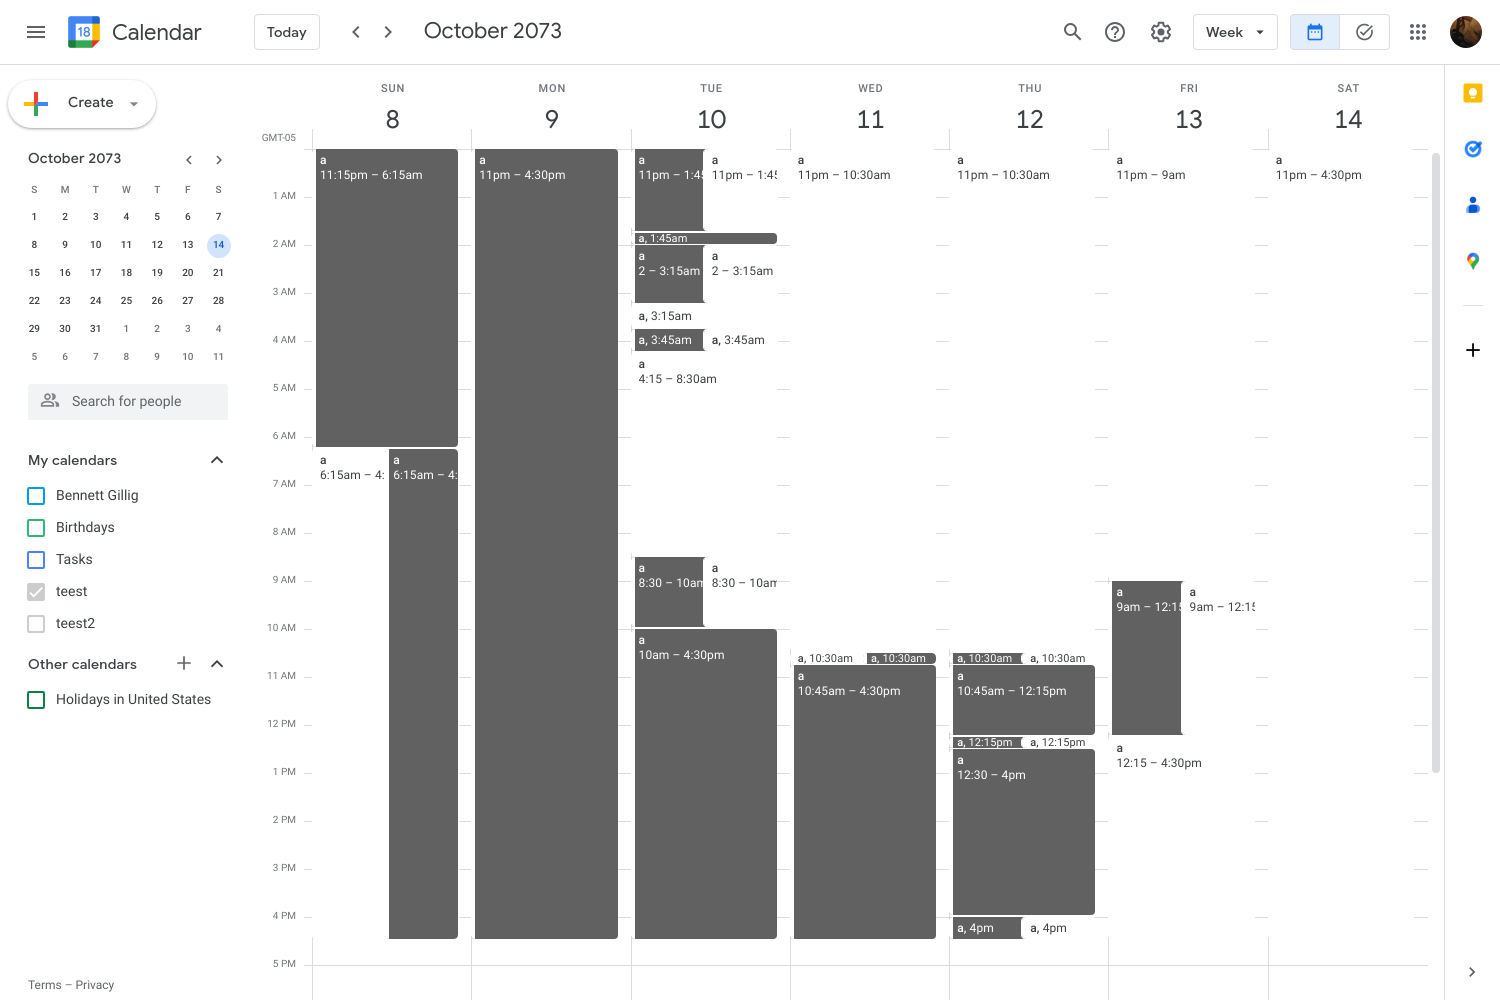 18
Calendar
Today
October 2073
Week
Create
October 2073
S M T W T F S
1 2 3 4 5 6 7
8 9 10 11 12 13 14
15 16 17 18 19 20 21
22 23 24 25 26 27 28
29 30 31 1 2 3 4
5 6 7 8 9 10 11
Search for people
My calendars
Bennett Gillig
Birthdays
Tasks
teest
teest2
Other calendars
Holidays in United States
Terms – Privacy
SUN MON TUE WED THU FRI SAT
8 9 10 11 12 13 14
GMT-05
1 AM
2 AM
3 AM
4 AM
5 AM
6 AM
7 AM
8 AM
9 AM
10 AM
11 AM
12 PM
1 PM
2 PM
3 PM
4 PM
5 PM
a
11:15pm – 6:15am
a
6:15am – 4:
a
6:15am – 4:
a
11pm – 4:30pm
a
11pm – 1:45
a
11pm – 1:45
a, 1:45am
a
2 – 3:15am
a
2 – 3:15am
a, 3:15am
a, 3:45am
a, 3:45am
a
4:15 – 8:30am
a
8:30 – 10am
a
8:30 – 10am
a
10am – 4:30pm
a
11pm – 10:30am
a, 10:30am
a, 10:30am
a
10:45am – 4:30pm
a
11pm – 10:30am
a, 10:30am
a, 10:30am
a
10:45am – 12:15pm
a, 12:15pm
a, 12:15pm
a
12:30 – 4pm
a, 4pm
a, 4pm
a
11pm – 9am
a
9am – 12:15
a
9am – 12:15
a
12:15 – 4:30pm
a
11pm – 4:30pm